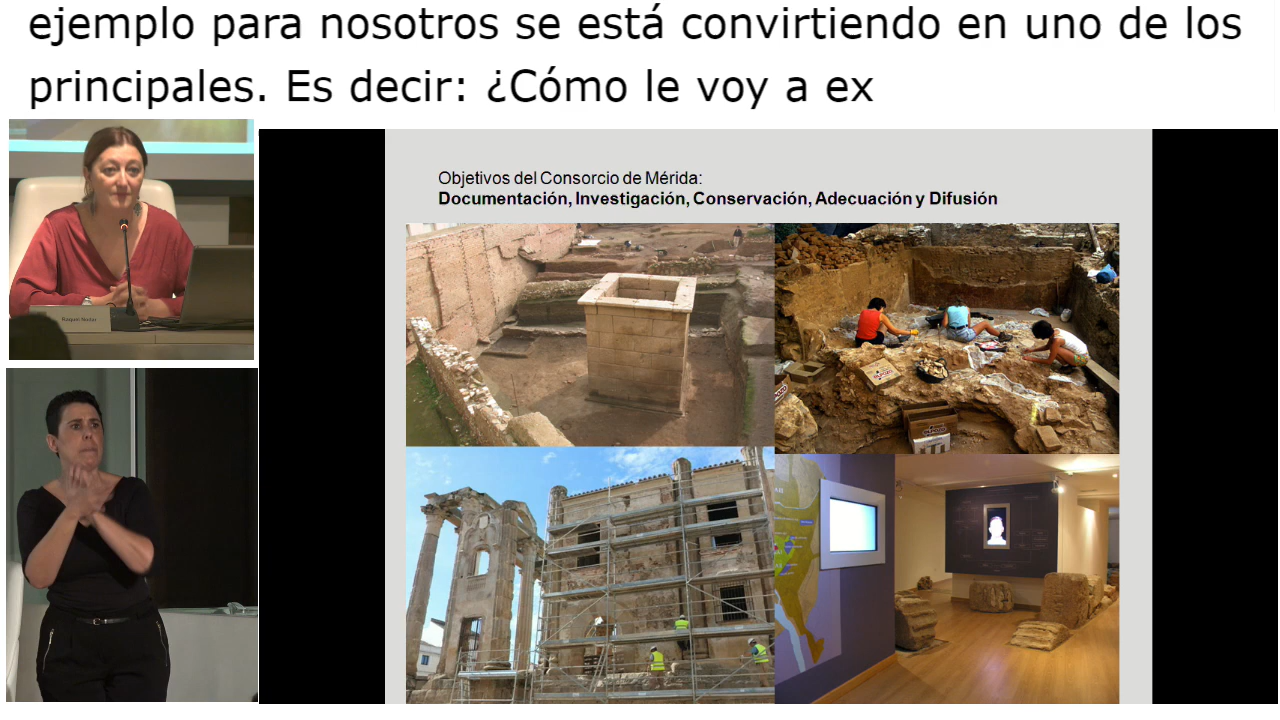 ejemplo para nosotros se está convirtiendo en uno de los
principales. Es decir: ¿Cómo le voy a ex
Objetivos del Consorcio de Mérida:
Documentación, Investigación, Conservación, Adecuación y Difusión